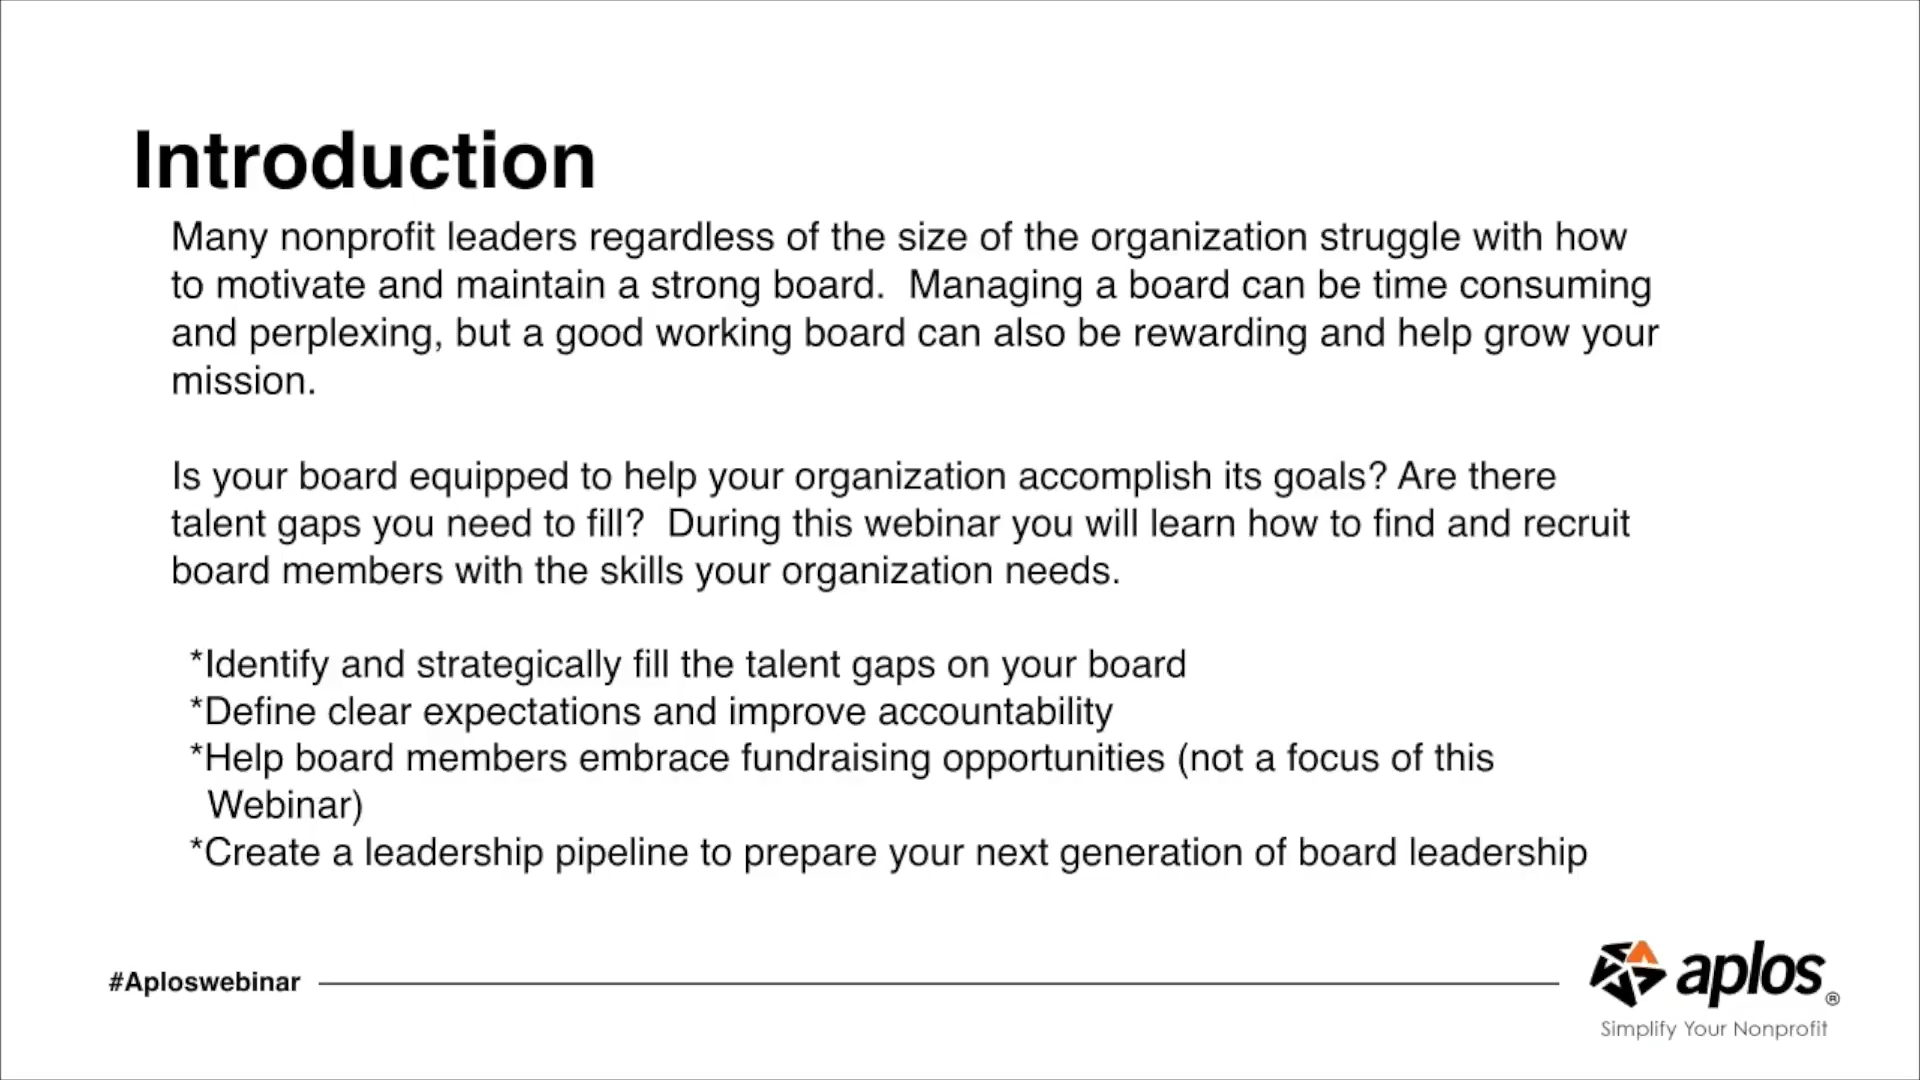 Introduction
Many nonprofit leaders regardless of the size of the organization struggle with how
to motivate and maintain a strong board.  Managing a board can be time consuming
and perplexing, but a good working board can also be rewarding and help grow your
mission.
Is your board equipped to help your organization accomplish its goals? Are there
talent gaps you need to fill?  During this webinar you will learn how to find and recruit
board members with the skills your organization needs.
*Identify and strategically fill the talent gaps on your board
*Define clear expectations and improve accountability
*Help board members embrace fundraising opportunities (not a focus of this
Webinar)
*Create a leadership pipeline to prepare your next generation of board leadership
#Aploswebinar
aplos®
Simplify Your Nonprofit